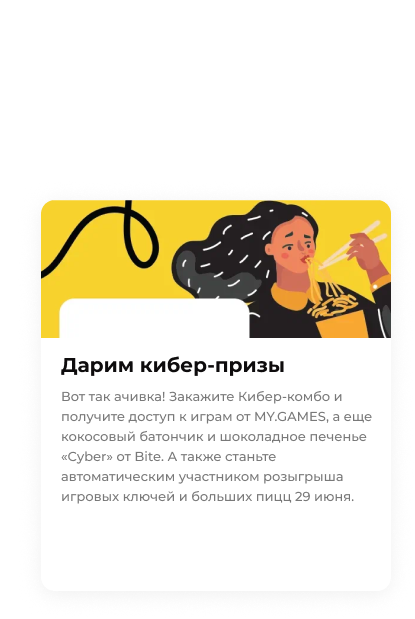 Дарим кибер-призы
Вот так ачивка! Закажите Кибер-комбо и
получите доступ к играм от MY.GAMES, а еще
кокосовый батончик и шоколадное печенье
«Cyber» от Bite. А также станьте
автоматическим участником розыгрыша
игровых ключей и больших пицц 29 июня.